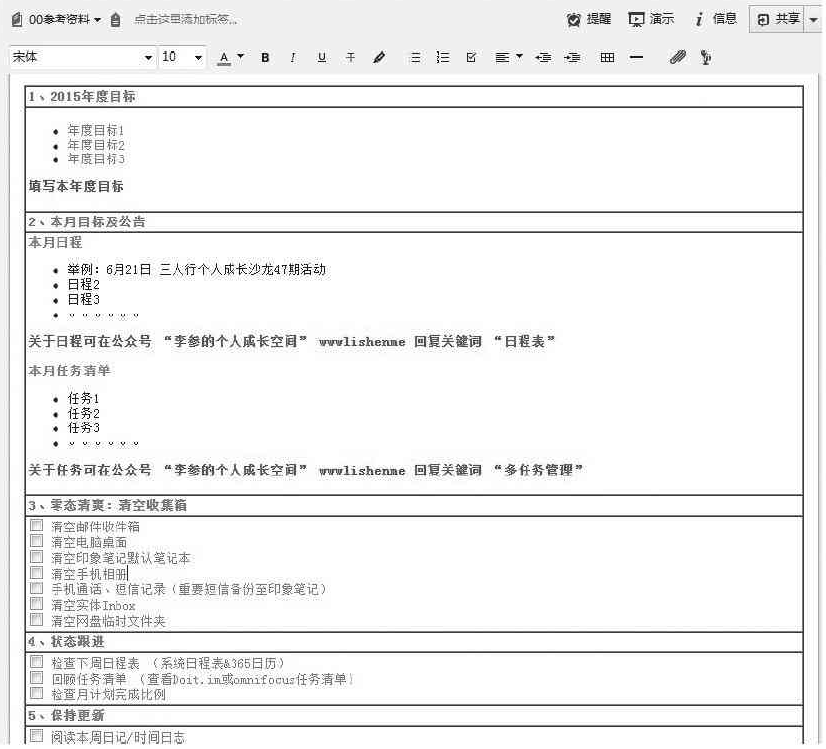 00参考资料 点击这里添加标签... 提醒 演示 信息 共享
宋体 10 A B I U T
1、2015年度目标
年度目标1
年度目标2
年度目标3
填写本年度目标
2、本月目标及公告
本月日程
举例：6月21日 三人行个人成长沙龙47期活动
日程2
日程3
。。。。。。
关于日程可在公众号 “李参的个人成长空间” wwwlishenme 回复关键词 “日程表”
本月任务清单
任务1
任务2
任务3
。。。。。。
关于任务可在公众号 “李参的个人成长空间” wwwlishenme 回复关键词 “多任务管理”
3、零态清爽：清空收集箱
清空邮件收件箱
清空电脑桌面
清空印象笔记默认笔记本
清空手机相册
手机通话、短信记录（重要短信备份至印象笔记）
清空实体Inbox
清空网盘临时文件夹
4、状态跟进
检查下周日程表 （系统日程表&365日历）
回顾任务清单 （查看Doit.im或omnifocus任务清单）
检查月计划完成比例
5、保持更新
阅读本周日记/时间日志